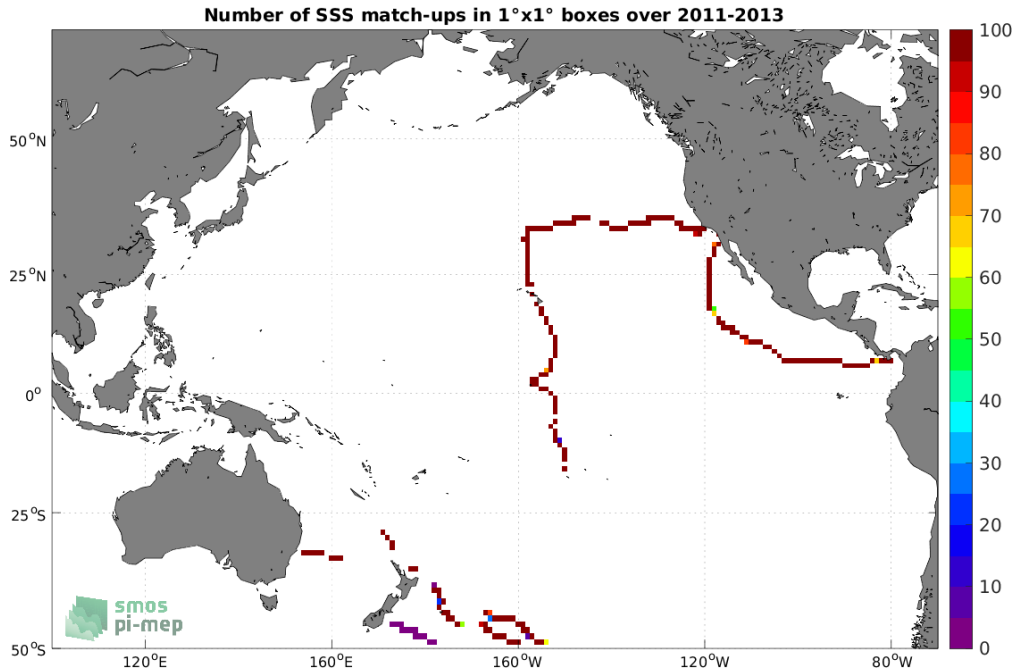 Number of SSS match-ups in 1°x1° boxes over 2011-2013
50°N
25°N
0°
25°S
50°S
120°E
160°E
160°W
120°W
80°W
100
90
80
70
60
50
40
30
20
10
0
smos
pi-mep